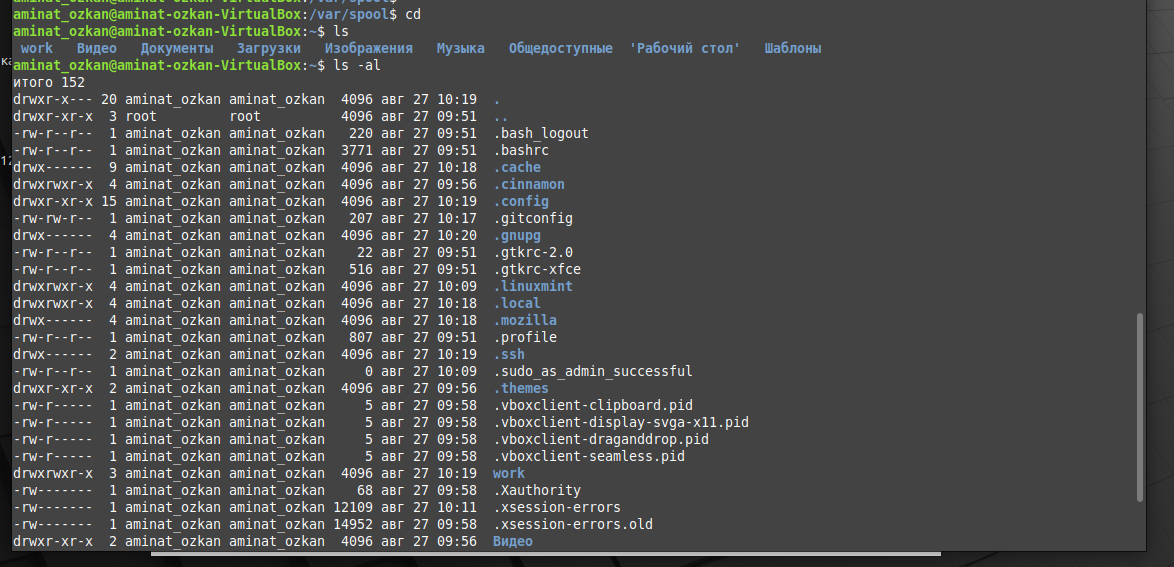 aminat_ozkan@aminat-ozkan-VirtualBox:/var/spool$
aminat_ozkan@aminat-ozkan-VirtualBox:/var/spool$ cd
aminat_ozkan@aminat-ozkan-VirtualBox:~$ ls
work Видео Документы Загрузки Изображения Музыка Общедоступные 'Рабочий стол' Шаблоны
aminat_ozkan@aminat-ozkan-VirtualBox:~$ ls -al
итого 152
drwxr-x--- 20 aminat_ozkan aminat_ozkan 4096 авг 27 10:19 .
drwxr-xr-x 3 root root 4096 авг 27 09:51 ..
-rw-r--r-- 1 aminat_ozkan aminat_ozkan 220 авг 27 09:51 .bash_logout
-rw-r--r-- 1 aminat_ozkan aminat_ozkan 3771 авг 27 09:51 .bashrc
drwx------ 9 aminat_ozkan aminat_ozkan 4096 авг 27 10:18 .cache
drwxrwxr-x 4 aminat_ozkan aminat_ozkan 4096 авг 27 09:56 .cinnamon
drwxr-xr-x 15 aminat_ozkan aminat_ozkan 4096 авг 27 10:19 .config
-rw-rw-r-- 1 aminat_ozkan aminat_ozkan 207 авг 27 10:17 .gitconfig
drwx------ 4 aminat_ozkan aminat_ozkan 4096 авг 27 10:20 .gnupg
-rw-r--r-- 1 aminat_ozkan aminat_ozkan 22 авг 27 09:51 .gtkrc-2.0
-rw-r--r-- 1 aminat_ozkan aminat_ozkan 516 авг 27 09:51 .gtkrc-xfce
drwxrwxr-x 4 aminat_ozkan aminat_ozkan 4096 авг 27 10:09 .linuxmint
drwxrwxr-x 4 aminat_ozkan aminat_ozkan 4096 авг 27 10:18 .local
drwx------ 4 aminat_ozkan aminat_ozkan 4096 авг 27 10:18 .mozilla
-rw-r--r-- 1 aminat_ozkan aminat_ozkan 807 авг 27 09:51 .profile
drwx------ 2 aminat_ozkan aminat_ozkan 4096 авг 27 10:19 .ssh
-rw-r--r-- 1 aminat_ozkan aminat_ozkan 0 авг 27 10:09 .sudo_as_admin_successful
drwxr-xr-x 2 aminat_ozkan aminat_ozkan 4096 авг 27 09:56 .themes
-rw-r----- 1 aminat_ozkan aminat_ozkan 5 авг 27 09:58 .vboxclient-clipboard.pid
-rw-r----- 1 aminat_ozkan aminat_ozkan 5 авг 27 09:58 .vboxclient-display-svga-x11.pid
-rw-r----- 1 aminat_ozkan aminat_ozkan 5 авг 27 09:58 .vboxclient-draganddrop.pid
-rw-r----- 1 aminat_ozkan aminat_ozkan 5 авг 27 09:58 .vboxclient-seamless.pid
drwxrwxr-x 3 aminat_ozkan aminat_ozkan 4096 авг 27 10:19 work
-rw------- 1 aminat_ozkan aminat_ozkan 68 авг 27 09:58 .Xauthority
-rw------- 1 aminat_ozkan aminat_ozkan 12109 авг 27 10:11 .xsession-errors
-rw------- 1 aminat_ozkan aminat_ozkan 14952 авг 27 09:58 .xsession-errors.old
drwxr-xr-x 2 aminat_ozkan aminat_ozkan 4096 авг 27 09:56 Видео